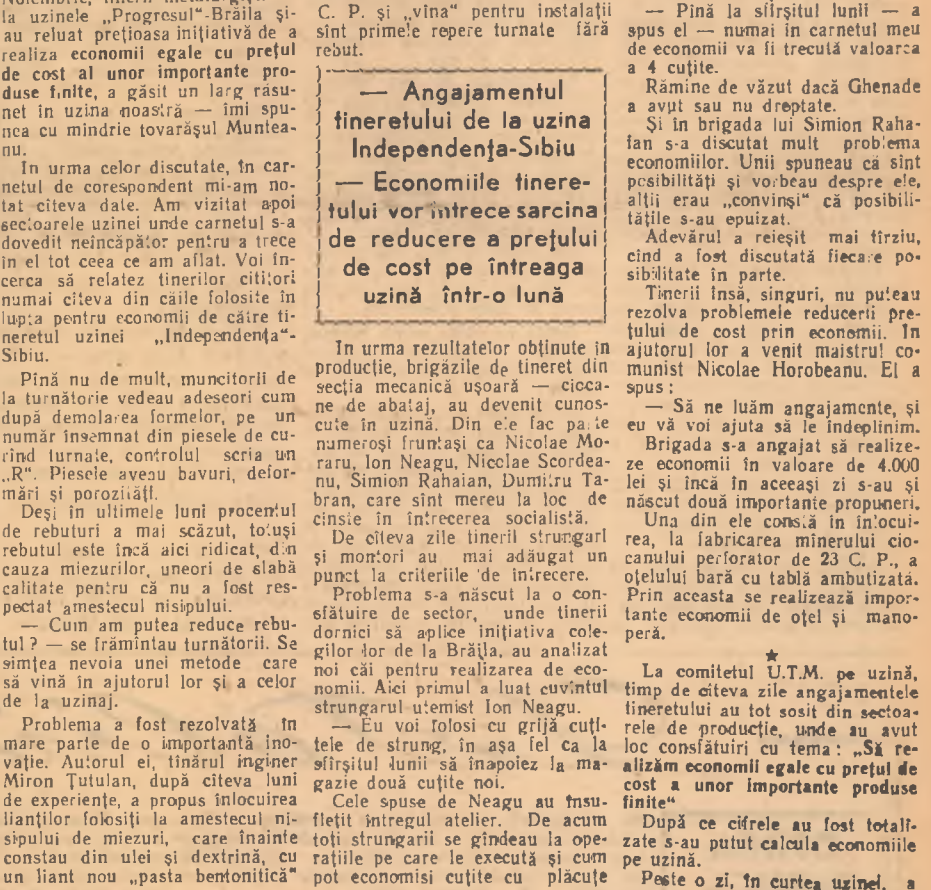 la uzinele „Progresul“-Brăila și-
au reluat prețioasa inițiativă de a
realiza economii egale cu prețul
de cost al unor importante pro-
duse finite, a găsit un larg răsu-
net în uzina noastră — îmi spu-
nea cu mîndrie tovarășul Muntea-
nu.
In urma celor discutate, în car-
netul de corespondent mi-am no-
tat cîteva date. Am vizitat apoi
sectoarele uzinei unde carnetul s-a
dovedit neîncăpător pentru a trece
în el tot ceea ce am aflat. Voi în-
cerca să relatez tinerilor cititori
numai cîteva din căile folosite în
lupta pentru economii de către ti-
neretul uzinei „Independența“-
Sibiu.
Pînă nu de mult, muncitorii de
la turnătorie vedeau adeseori cum
după demolarea formelor, pe un
număr însemnat din piesele de cu-
rînd turnate, controlul scria un
„R“. Piesele aveau bavuri, defor-
mări și porozități.
Deși în ultimele luni procentul
de rebuturi a mai scăzut, totuși
rebutul este încă aici ridicat, din
cauza miezurilor, uneori de slabă
calitate pentru că nu a fost res-
pectat amestecul nisipului.
— Cum am putea reduce rebu-
tul? — se frămîntau turnătorii. Se
simțea nevoia unei metode care
să vină în ajutorul lor și a celor
de la uzinaj.
Problema a fost rezolvată în
mare parte de o importantă ino-
vație. Autorul ei, tînărul inginer
Miron Țuțulan, după cîteva luni
de experiențe, a propus înlocuirea
lianților folosiți la amestecul ni-
sipului de miezuri, care înainte
constau din ulei și dextrină, cu
un liant nou „pasta bentonitică“
C. P. și „vina“ pentru instalații
sînt primele repere turnate fără
rebut.
— Angajamentul
tineretului de la uzina
Independența-Sibiu
— Economiile tinere-
tului vor întrece sarcina
de reducere a prețului
de cost pe întreaga
uzină într-o lună
In urma rezultatelor obținute în
producție, brigăzile de tineret din
secția mecanică ușoară — cioca-
ne de abataj, au devenit cunos-
cute în uzină. Din ele fac parte
numeroși fruntași ca Nicolae Mo-
raru, Ion Neagu, Nicolae Scordea-
nu, Simion Rahaian, Dumitru Ta-
bran, care sînt mereu la loc de
cinste în întrecerea socialistă.
De cîteva zile tinerii strungari
și montori au mai adăugat un
punct la criteriile de întrecere.
Problema s-a născut la o con-
sfătuire de sector, unde tinerii
dornici să aplice inițiativa cole-
gilor lor de la Brăila, au analizat
noi căi pentru realizarea de eco-
nomii. Aici primul a luat cuvîntul
strungarul utemist Ion Neagu.
— Eu voi folosi cu grijă cuți-
tele de strung, în așa fel ca la
sfîrșitul lunii să înapoiez la ma-
gazie două cuțite noi.
Cele spuse de Neagu au însu-
flețit întregul atelier. De acum
toți strungarii se gîndeau la ope-
rațiile pe care le execută și cum
pot economisi cuțite cu plăcuțe
— Pînă la sfîrșitul lunii — a
spus el — numai în carnetul meu
de economii va fi trecută valoarea
a 4 cuțite.
Rămîne de văzut dacă Ghenade
a avut sau nu dreptate.
Și în brigada lui Simion Raha-
ian s-a discutat mult problema
economiilor. Unii spuneau că sînt
posibilități și vorbeau despre ele,
alții erau „convinși“ că posibili-
tățile s-au epuizat.
Adevărul a reieșit mai tîrziu,
cînd a fost discutată fiecare po-
sibilitate în parte.
Tinerii însă, singuri, nu puteau
rezolva problemele reducerii pre-
țului de cost prin economii. In
ajutorul lor a venit maistrul co-
munist Nicolae Horobeanu. El a
spus:
— Să ne luăm angajamente, și
eu vă voi ajuta să le îndeplinim.
Brigada s-a angajat să realize-
ze economii în valoare de 4.000
lei și încă în aceeași zi s-au și
născut două importante propuneri.
Una din ele constă în înlocui-
rea, la fabricarea mînerului cio-
canului perforator de 23 C. P., a
oțelului bară cu tablă ambutizată.
Prin aceasta se realizează impor-
tante economii de oțel și mano-
peră.
★
La comitetul U.T.M. pe uzină,
timp de cîteva zile angajamentele
tineretului au tot sosit din sectoa-
rele de producție, unde au avut
loc consfătuiri cu tema: „Să re-
alizăm economii egale cu prețul de
cost a unor importante produse
finite“
După ce cifrele au fost totali-
zate s-au putut calcula economiile
pe uzină.
Peste o zi, în curtea uzinei, a